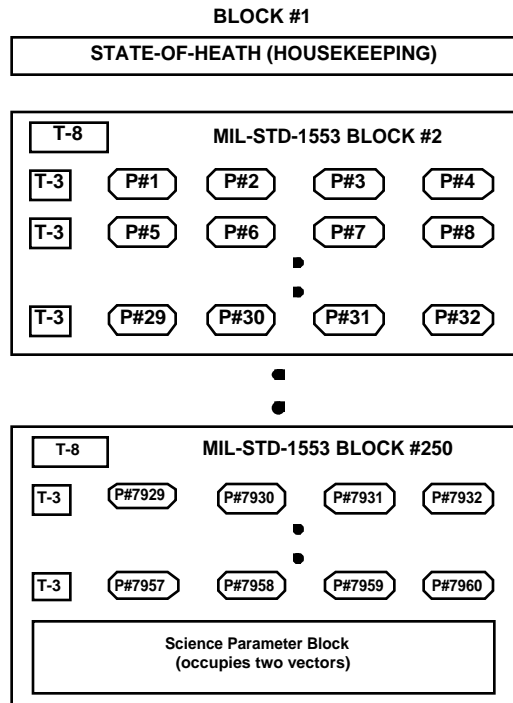 BLOCK #1
STATE-OF-HEATH (HOUSEKEEPING)
T-8 MIL-STD-1553 BLOCK #2
T-3 P#1 P#2 P#3 P#4
T-3 P#5 P#6 P#7 P#8
T-3 P#29 P#30 P#31 P#32
T-8 MIL-STD-1553 BLOCK #250
T-3 P#7929 P#7930 P#7931 P#7932
T-3 P#7957 P#7958 P#7959 P#7960
Science Parameter Block
(occupies two vectors)